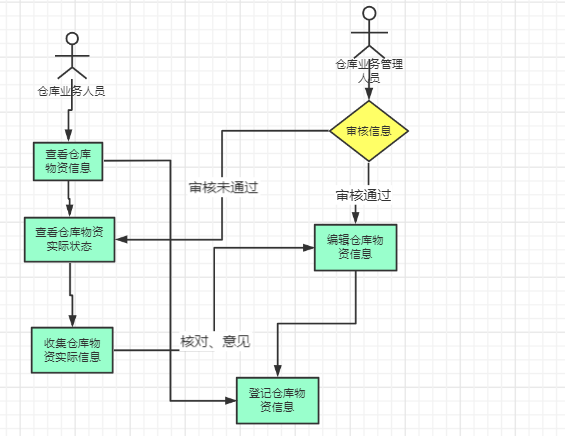 仓库业务管理
人员
仓库业务人员
审核信息
查看仓库
物资信息
审核未通过
审核通过
查看仓库物资
实际状态
编辑仓库物
资信息
收集仓库物
资实际信息
核对、意见
登记仓库物
资信息